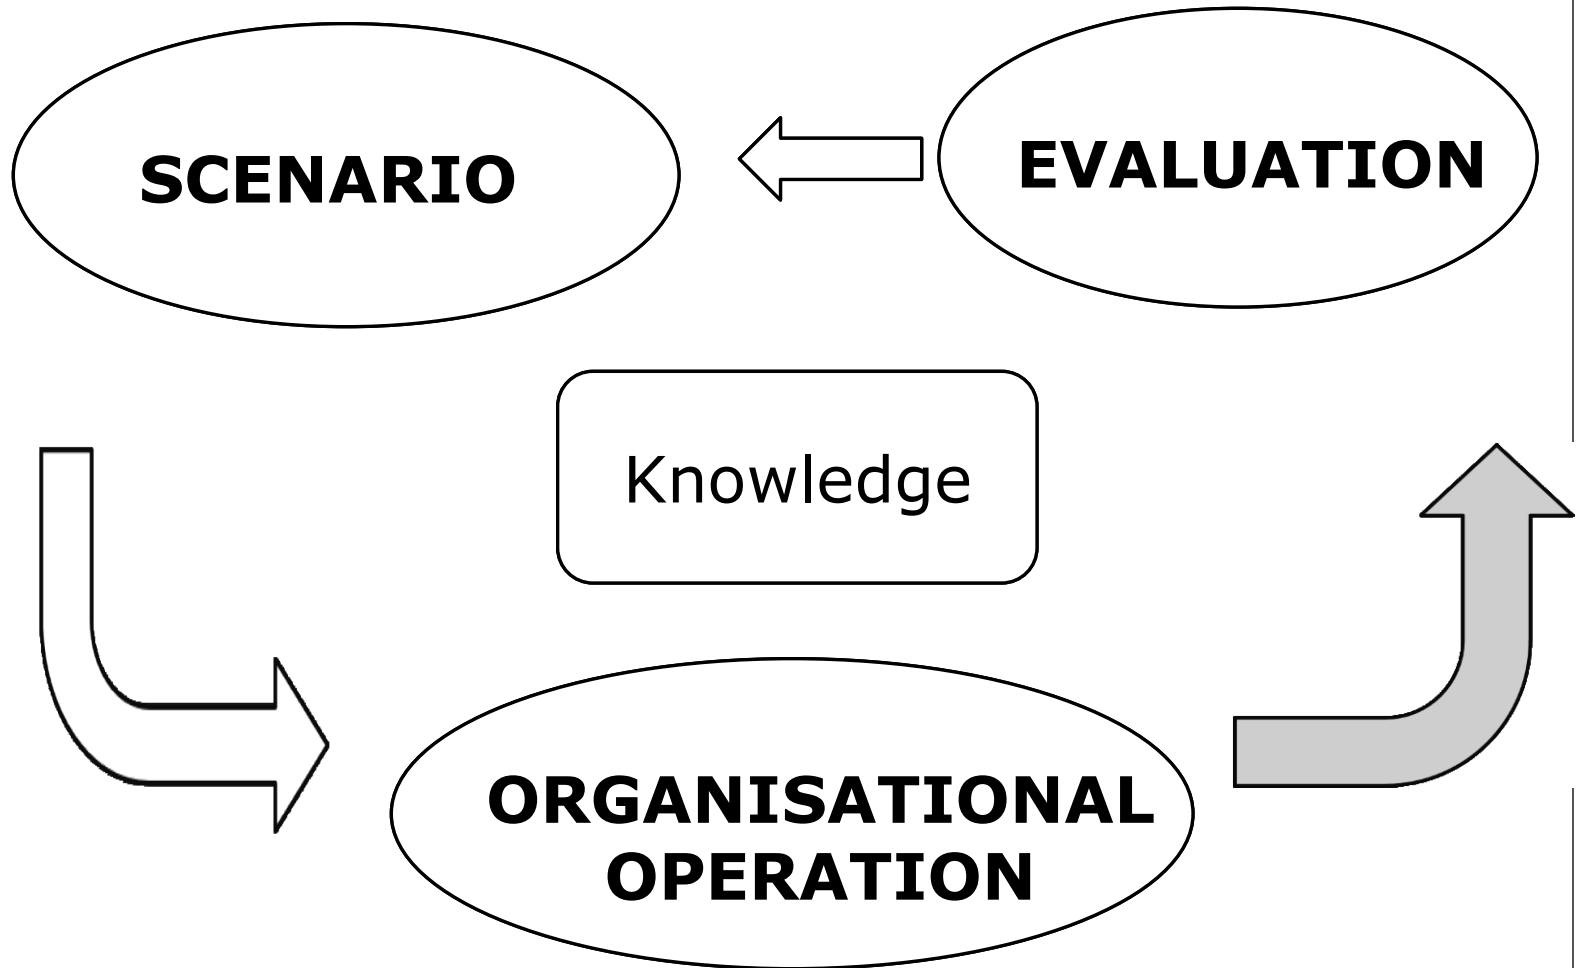 SCENARIO
EVALUATION
Knowledge
ORGANISATIONAL
OPERATION